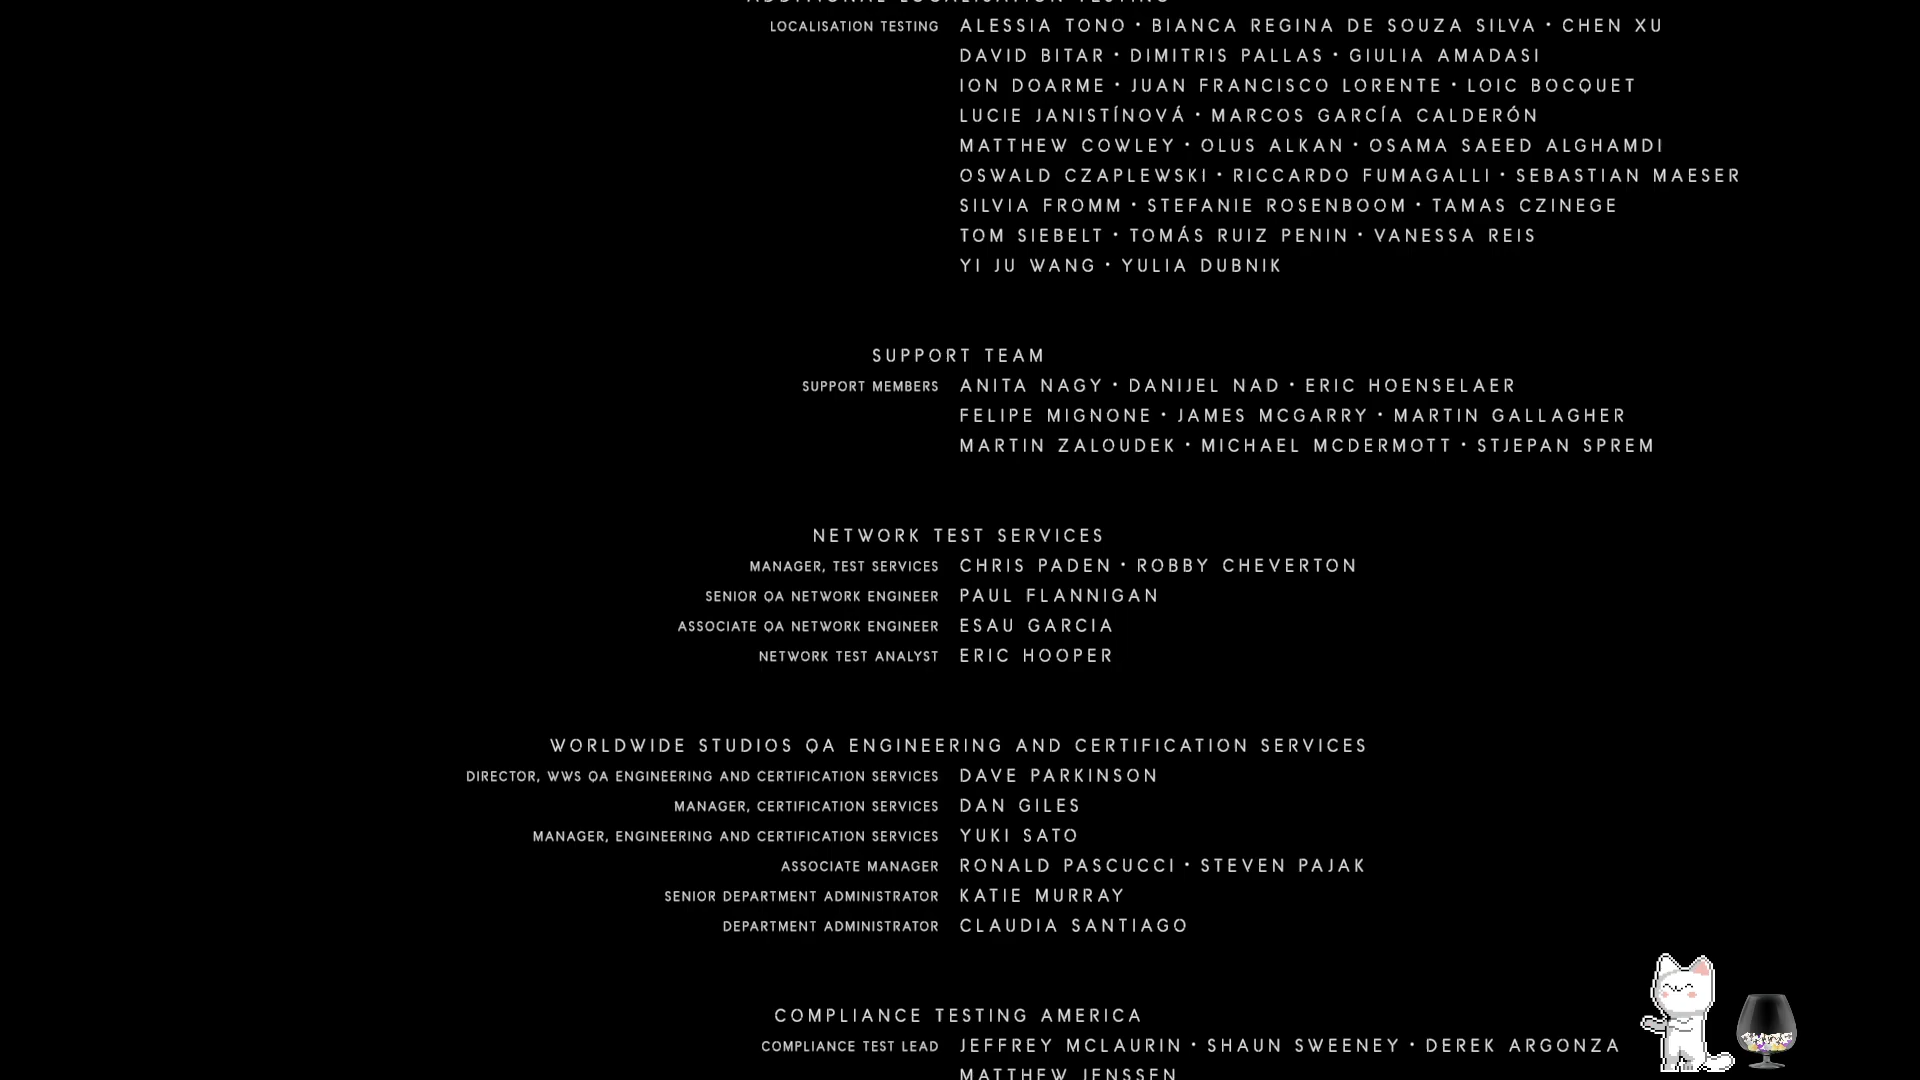 ADDITIONAL LOCALISATION TESTING
LOCALISATION TESTING ALESSIA TONO • BIANCA REGINA DE SOUZA SILVA • CHEN XU
DAVID BITAR • DIMITRIS PALLAS • GIULIA AMADASI
ION DOARME • JUAN FRANCISCO LORENTE • LOIC BOCQUET
LUCIE JANISTÍNOVÁ • MARCOS GARCÍA CALDERÓN
MATTHEW COWLEY • OLUS ALKAN • OSAMA SAEED ALGHAMDI
OSWALD CZAPLEWSKI • RICCARDO FUMAGALLI • SEBASTIAN MAESER
SILVIA FROMM • STEFANIE ROSENBOOM • TAMAS CZINEGE
TOM SIEBELT • TOMÁS RUIZ PENIN • VANESSA REIS
YI JU WANG • YULIA DUBNIK
SUPPORT TEAM
SUPPORT MEMBERS ANITA NAGY • DANIJEL NAD • ERIC HOENSELAER
FELIPE MIGNONE • JAMES MCGARRY • MARTIN GALLAGHER
MARTIN ZALOUDEK • MICHAEL MCDERMOTT • STJEPAN SPREM
NETWORK TEST SERVICES
MANAGER, TEST SERVICES CHRIS PADEN • ROBBY CHEVERTON
SENIOR QA NETWORK ENGINEER PAUL FLANNIGAN
ASSOCIATE QA NETWORK ENGINEER ESAU GARCIA
NETWORK TEST ANALYST ERIC HOOPER
WORLDWIDE STUDIOS QA ENGINEERING AND CERTIFICATION SERVICES
DIRECTOR, WWS QA ENGINEERING AND CERTIFICATION SERVICES DAVE PARKINSON
MANAGER, CERTIFICATION SERVICES DAN GILES
MANAGER, ENGINEERING AND CERTIFICATION SERVICES YUKI SATO
ASSOCIATE MANAGER RONALD PASCUCCI • STEVEN PAJAK
SENIOR DEPARTMENT ADMINISTRATOR KATIE MURRAY
DEPARTMENT ADMINISTRATOR CLAUDIA SANTIAGO
COMPLIANCE TESTING AMERICA
COMPLIANCE TEST LEAD JEFFREY MCLAURIN • SHAUN SWEENEY • DEREK ARGONZA
MATTHEW JENSSEN